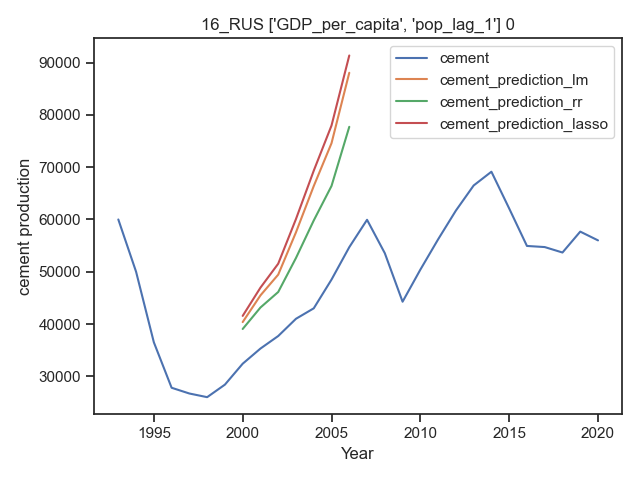 16_RUS ['GDP_per_capita', 'pop_lag_1'] 0
cement
cement_prediction_lm
cement_prediction_rr
cement_prediction_lasso
cement production
90000
80000
70000
60000
50000
40000
30000
1995
2000
2005
2010
2015
2020
Year